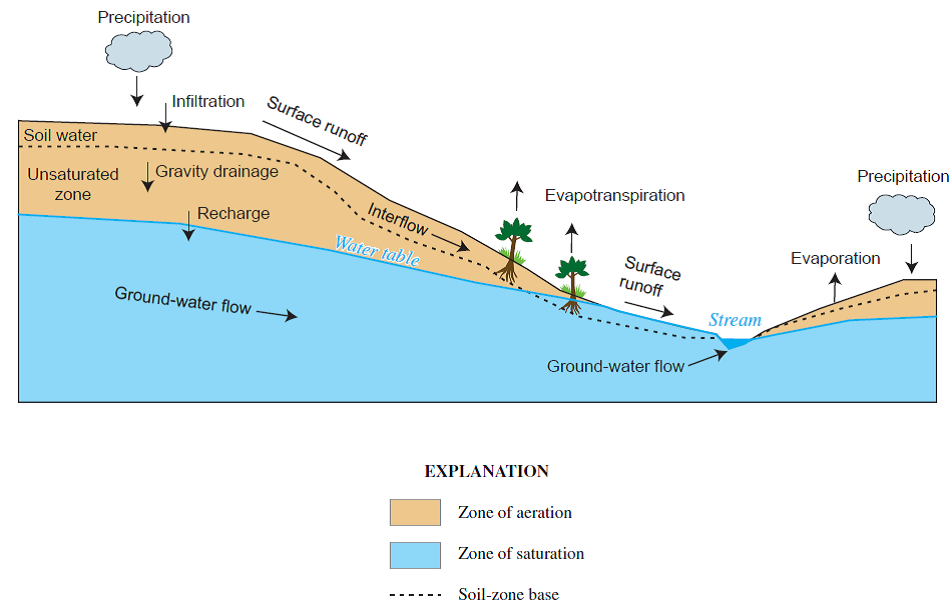 Precipitation
Infiltration
Surface runoff
Soil water
Unsaturated
zone
Gravity drainage
Recharge
Interflow
Water table
Evapotranspiration
Precipitation
Evaporation
Surface
runoff
Stream
Ground-water flow
Ground-water flow
EXPLANATION
Zone of aeration
Zone of saturation
Soil-zone base